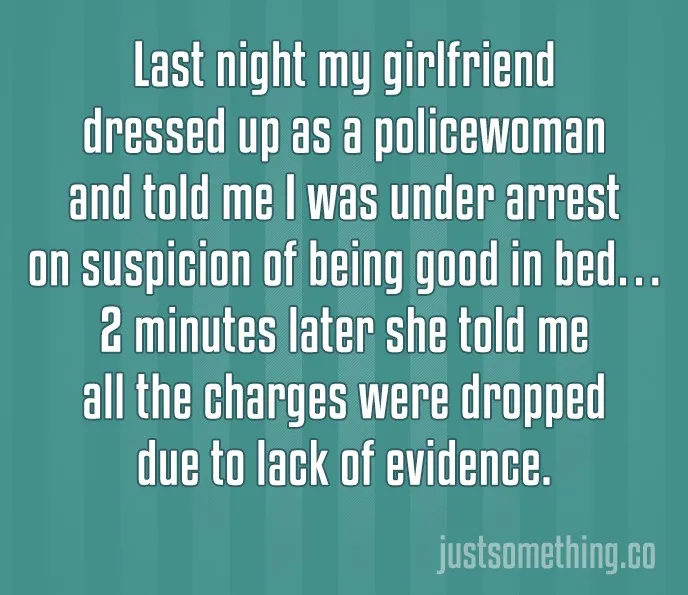 Last night my girlfriend
dressed up as a policewoman
and told me I was under arrest
on suspicion of being good in bed...
2 minutes later she told me
all the charges were dropped
due to lack of evidence.
justsomething.co